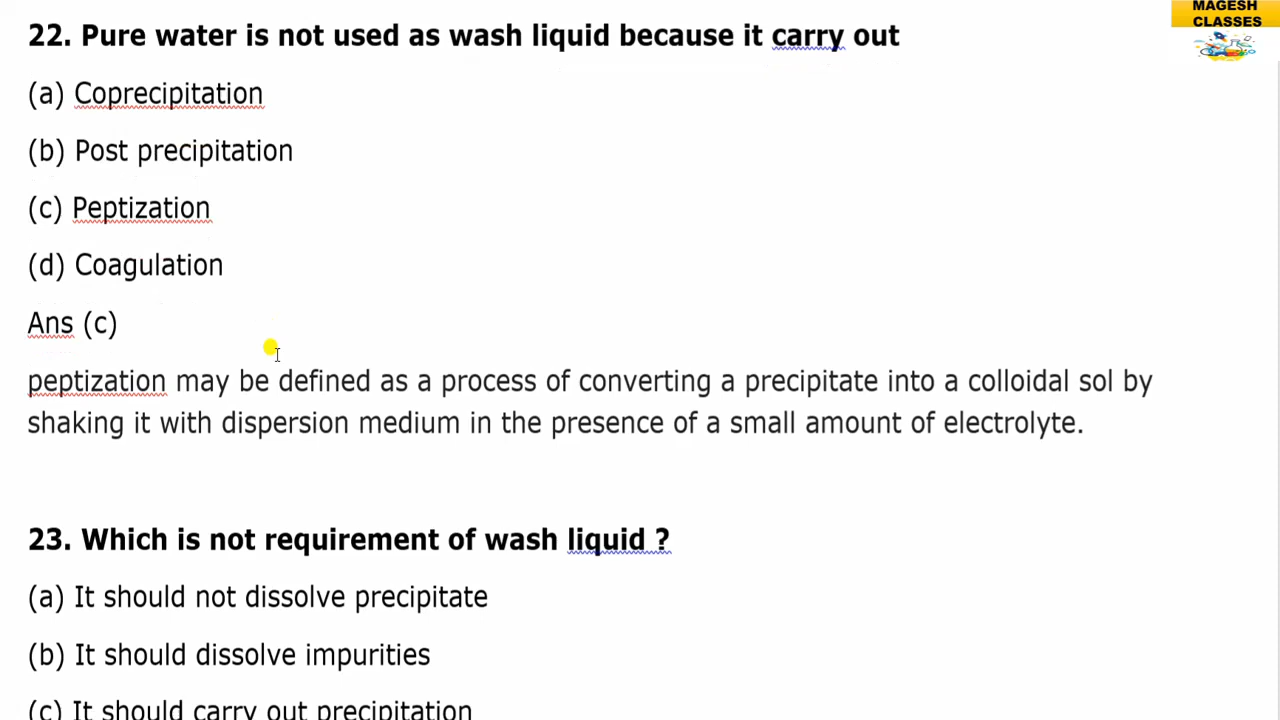 MAGESH
CLASSES
22. Pure water is not used as wash liquid because it carry out
(a) Coprecipitation
(b) Post precipitation
(c) Peptization
(d) Coagulation
Ans (c)
peptization may be defined as a process of converting a precipitate into a colloidal sol by
shaking it with dispersion medium in the presence of a small amount of electrolyte.
23. Which is not requirement of wash liquid ?
(a) It should not dissolve precipitate
(b) It should dissolve impurities
(c) It should carry out precipitation